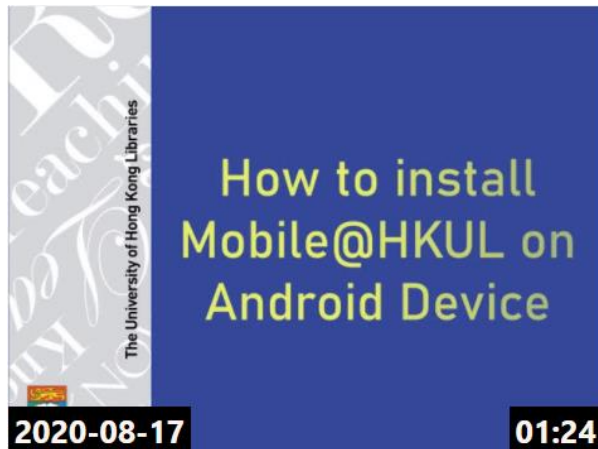 The University of Hong Kong Libraries
How to install
Mobile@HKUL on
Android Device
2020-08-17
01:24